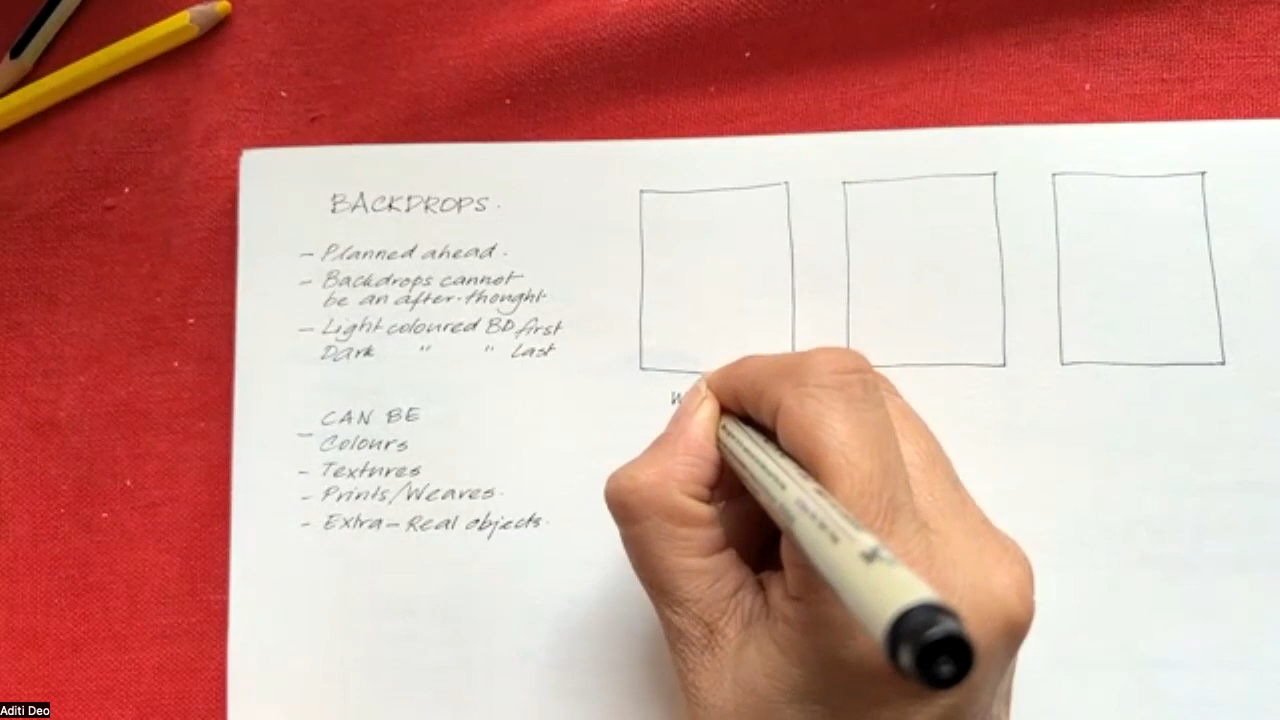 BACKDROPS.
- Planned ahead.
- Backdrops cannot
be an after-thought
- Light coloured BD first
Dark " " Last
CAN BE
- Colours
- Textures
- Prints/Weaves.
- Extra-Real objects.
W
Aditi Deo